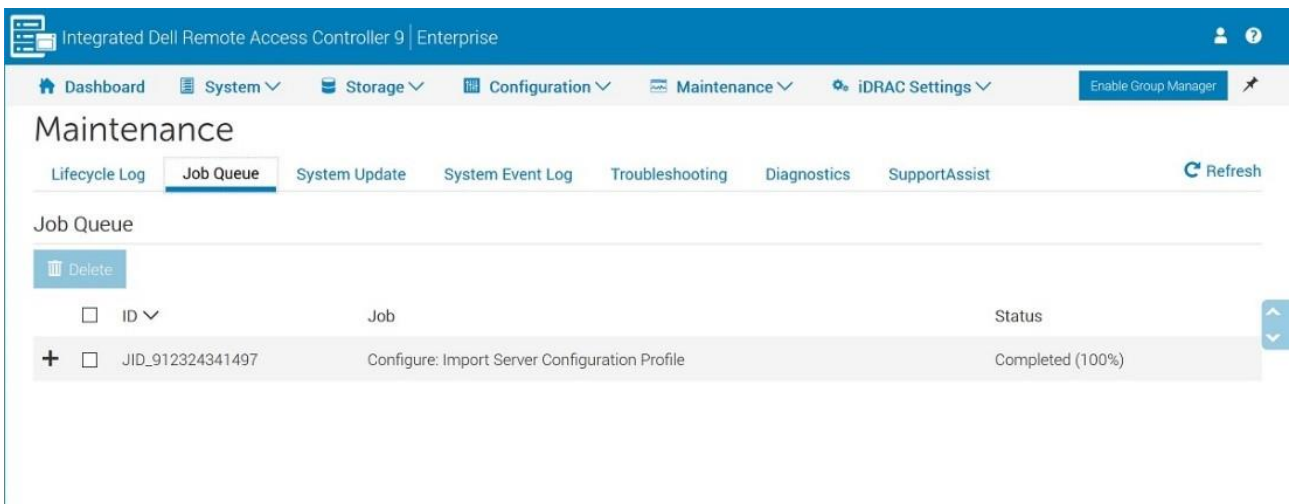 Integrated Dell Remote Access Controller 9 | Enterprise
Dashboard System Storage Configuration Maintenance iDRAC Settings Enable Group Manager
Maintenance
Lifecycle Log Job Queue System Update System Event Log Troubleshooting Diagnostics SupportAssist Refresh
Job Queue
Delete
ID Job Status
JID_912324341497 Configure: Import Server Configuration Profile Completed (100%)